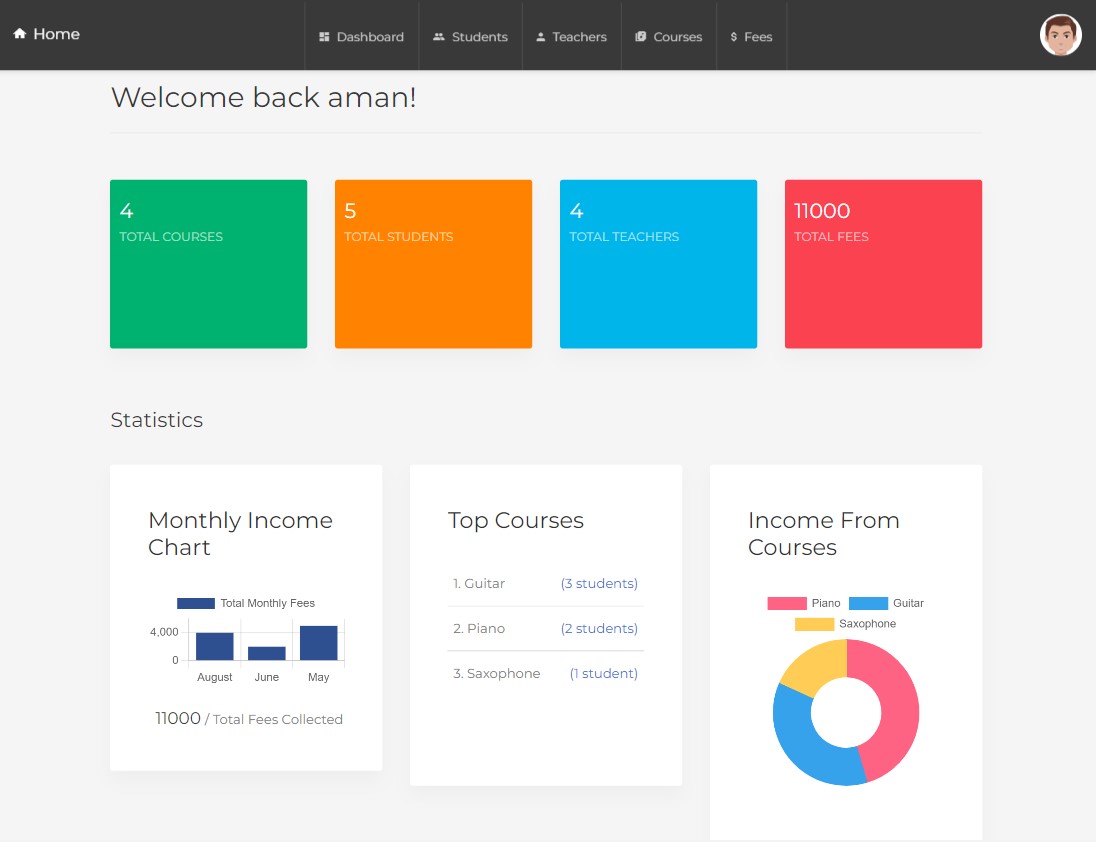 Home
Dashboard
Students
Teachers
Courses
$ Fees
Welcome back aman!
4
TOTAL COURSES
5
TOTAL STUDENTS
4
TOTAL TEACHERS
11000
TOTAL FEES
Statistics
Monthly Income
Chart
Total Monthly Fees
4,000
0
August
June
May
11000 / Total Fees Collected
Top Courses
1. Guitar (3 students)
2. Piano (2 students)
3. Saxophone (1 student)
Income From
Courses
Piano
Guitar
Saxophone